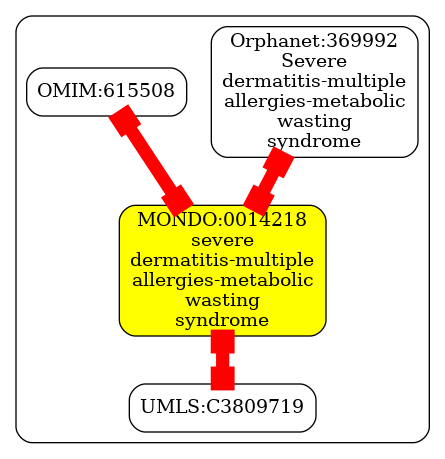 OMIM:615508
Orphanet:369992
Severe
dermatitis-multiple
allergies-metabolic
wasting
syndrome
MONDO:0014218
severe
dermatitis-multiple
allergies-metabolic
wasting
syndrome
UMLS:C3809719